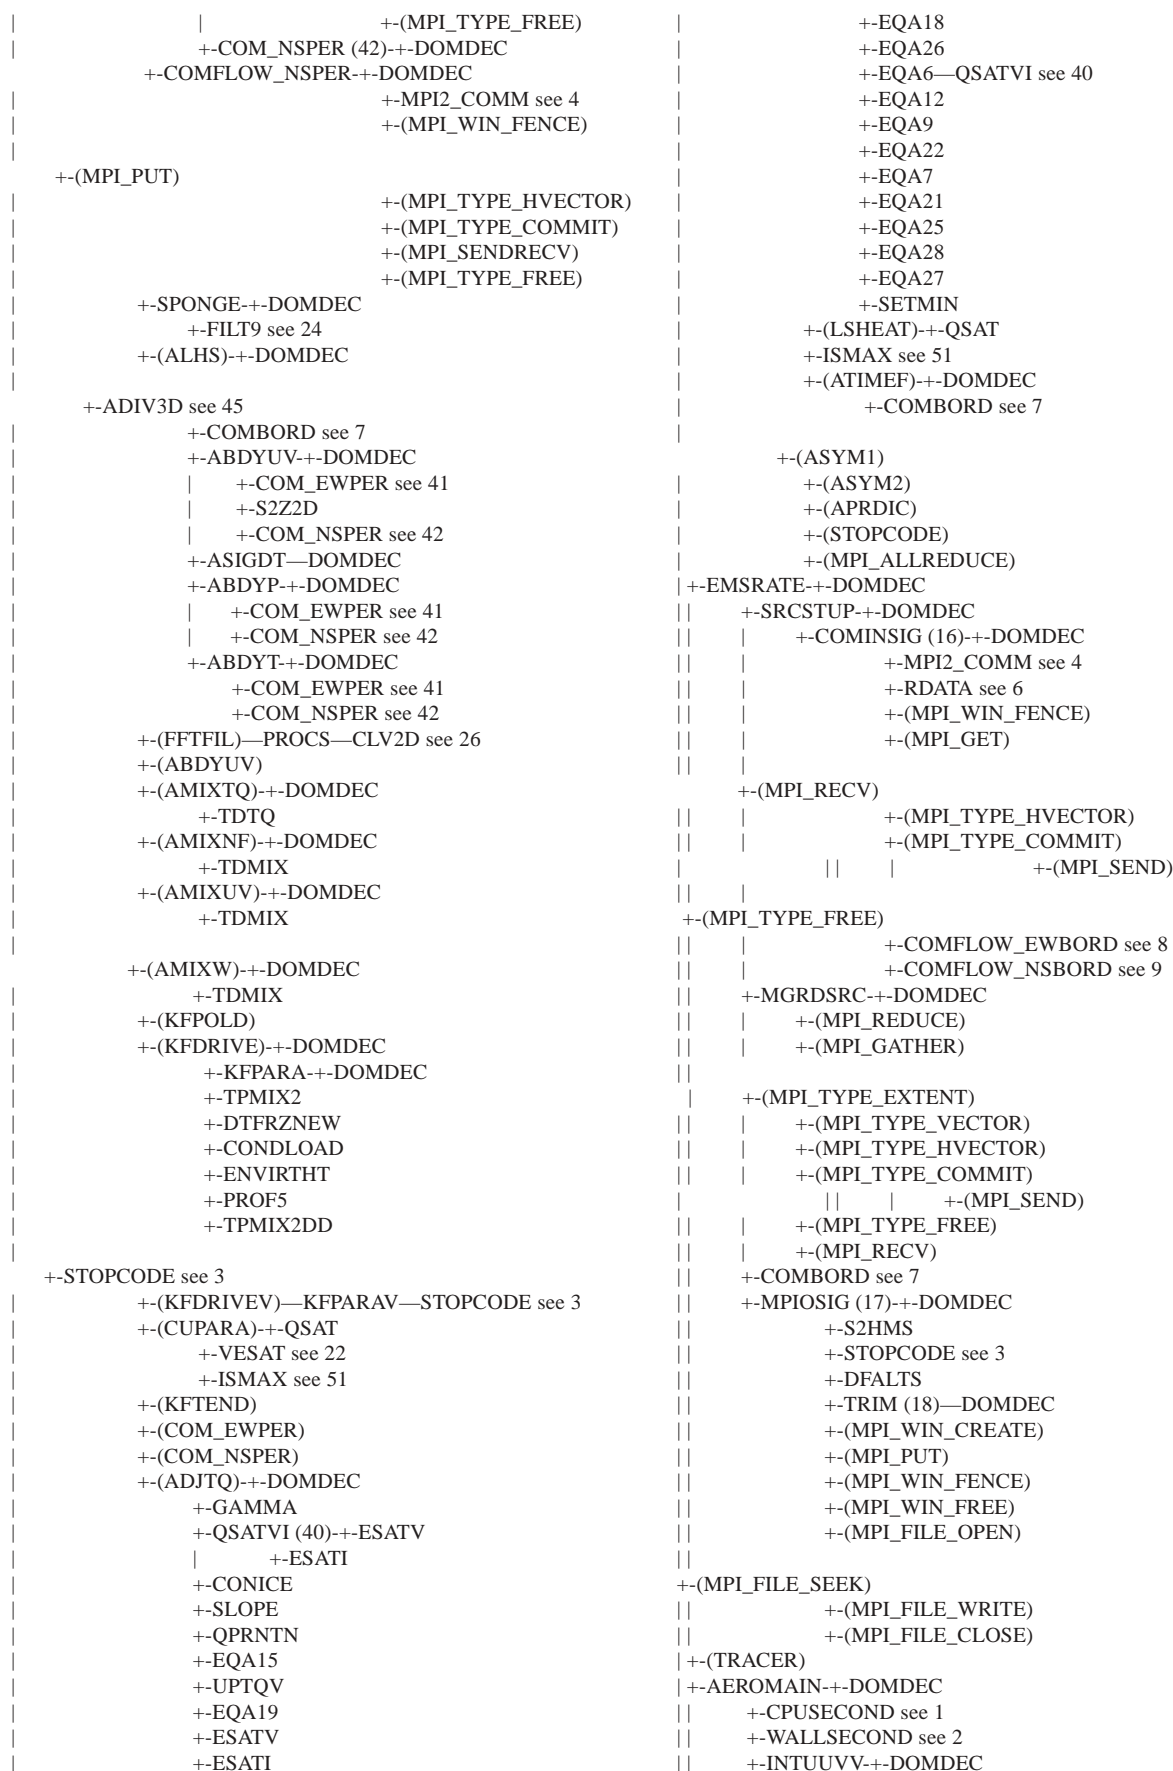 |                               |                              +-(MPI_TYPE_FREE)
|                              +-COM_NSPER (42)-+-DOMDEC
                      +-COMFLOW_NSPER-+-DOMDEC
|                                                            +-MPI2_COMM see 4
|                                                            +-(MPI_WIN_FENCE)
|
      +-(MPI_PUT)
|                                                            +-(MPI_TYPE_HVECTOR)
|                                                            +-(MPI_TYPE_COMMIT)
|                                                            +-(MPI_SENDRECV)
|                                                            +-(MPI_TYPE_FREE)
|                    +-SPONGE-+-DOMDEC
|                             +-FILT9 see 24
|                    +-(ALHS)-+-DOMDEC
|
           +-ADIV3D see 45
|                             +-COMBORD see 7
|                             +-ABDYUV-+-DOMDEC
|                             |       +-COM_EWPER see 41
|                             |       +-S2Z2D
|                             |       +-COM_NSPER see 42
|                             +-ASIGDT—DOMDEC
|                             +-ABDYP-+-DOMDEC
|                             |       +-COM_EWPER see 41
|                             |       +-COM_NSPER see 42
|                             +-ABDYT-+-DOMDEC
|                                     +-COM_EWPER see 41
|                                     +-COM_NSPER see 42
|                    +-(FFTFIL)—PROCS—CLV2D see 26
|                    +-(ABDYUV)
|                    +-(AMIXTQ)-+-DOMDEC
|                               +-TDTQ
|                    +-(AMIXNF)-+-DOMDEC
|                               +-TDMIX
|                    +-(AMIXUV)-+-DOMDEC
|                               +-TDMIX
|
                   +-(AMIXW)-+-DOMDEC
|                              +-TDMIX
|                    +-(KFPOLD)
|                    +-(KFDRIVE)-+-DOMDEC
|                                +-KFPARA-+-DOMDEC
|                                +-TPMIX2
|                                +-DTFRZNEW
|                                +-CONDLOAD
|                                +-ENVIRTHT
|                                +-PROF5
|                                +-TPMIX2DD
|
     +-STOPCODE see 3
|                    +-(KFDRIVEV)—KFPARAV—STOPCODE see 3
|                    +-(CUPARA)-+-QSAT
|                               +-VESAT see 22
|                               +-ISMAX see 51
|                    +-(KFTEND)
|                    +-(COM_EWPER)
|                    +-(COM_NSPER)
|                    +-(ADJTQ)-+-DOMDEC
|                              +-GAMMA
|                              +-QSATVI (40)-+-ESATV
|                              |            +-ESATI
|                              +-CONICE
|                              +-SLOPE
|                              +-QPRNTN
|                              +-EQA15
|                              +-UPTQV
|                              +-EQA19
|                              +-ESATV
|                              +-ESATI
|                             +-EQA18
|                             +-EQA26
|                             +-EQA6—QSATVI see 40
|                             +-EQA12
|                             +-EQA9
|                             +-EQA22
|                             +-EQA7
|                             +-EQA21
|                             +-EQA25
|                             +-EQA28
|                             +-EQA27
|                             +-SETMIN
|                    +-(LSHEAT)-+-QSAT
|                    +-ISMAX see 51
|                    +-(ATIMEF)-+-DOMDEC
|                              +-COMBORD see 7
|
                +-(ASYM1)
|                    +-(ASYM2)
|                    +-(APRDIC)
|                    +-(STOPCODE)
|                    +-(MPI_ALLREDUCE)
| +-EMSRATE-+-DOMDEC
| |        +-SRCSTUP-+-DOMDEC
| |        |       +-COMINSIG (16)-+-DOMDEC
| |        |                      +-MPI2_COMM see 4
| |        |                      +-RDATA see 6
| |        |                      +-(MPI_WIN_FENCE)
| |        |                      +-(MPI_GET)
| |        |
         +-(MPI_RECV)
| |        |                      +-(MPI_TYPE_HVECTOR)
| |        |                      +-(MPI_TYPE_COMMIT)
|                     | |        |                      +-(MPI_SEND)
| |        |
+-(MPI_TYPE_FREE)
| |        |                      +-COMFLOW_EWBORD see 8
| |        |                      +-COMFLOW_NSBORD see 9
| |        +-MGRDSRC-+-DOMDEC
| |        |       +-(MPI_REDUCE)
| |        |       +-(MPI_GATHER)
| |
  |        +-(MPI_TYPE_EXTENT)
| |        |       +-(MPI_TYPE_VECTOR)
| |        |       +-(MPI_TYPE_HVECTOR)
| |        |       +-(MPI_TYPE_COMMIT)
|                     | |        |       +-(MPI_SEND)
| |        |       +-(MPI_TYPE_FREE)
| |        |       +-(MPI_RECV)
| |        +-COMBORD see 7
| |        +-MPIOSIG (17)-+-DOMDEC
| |                      +-S2HMS
| |                      +-STOPCODE see 3
| |                      +-DFALTS
| |                      +-TRIM (18)—DOMDEC
| |                      +-(MPI_WIN_CREATE)
| |                      +-(MPI_PUT)
| |                      +-(MPI_WIN_FENCE)
| |                      +-(MPI_WIN_FREE)
| |                      +-(MPI_FILE_OPEN)
| |
+-(MPI_FILE_SEEK)
| |                      +-(MPI_FILE_WRITE)
| |                      +-(MPI_FILE_CLOSE)
| +-(TRACER)
| +-AEROMAIN-+-DOMDEC
| |         +-CPUSECOND see 1
| |         +-WALLSECOND see 2
| |         +-INTUUVV-+-DOMDEC